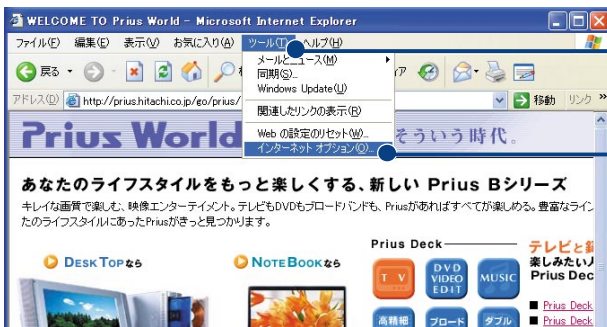 WELCOME TO Prius World - Microsoft Internet Explorer
ファイル(F) 編集(E) 表示(V) お気に入り(A) ツール(T) ヘルプ(H)
メールとニュース(M)
同期(S)...
Windows Update(U)
関連したリンクの表示(R)
Web の設定のリセット(W)...
インターネット オプション(O)...
戻る
アドレス(D) http://prius.hitachi.co.jp/go/prius/ 移動 リンク »
Prius World そういう時代。
あなたのライフスタイルをもっと楽しくする、新しい Prius Bシリーズ
キレイな画質で楽しむ、映像エンターテイメント。テレビもDVDもブロードバンドも、Priusがあればすべてが楽しめる。豊富なライン
たのライフスタイルにあったPriusがきっと見つかります。
DESKTOPなら
NOTEBOOKなら
Prius Deck
TV
DVD VIDEO EDIT
MUSIC
高精細
ブロード
ダブル
テレビと
楽しみたい
Prius Dec
■ Prius Deck
■ Prius Deck